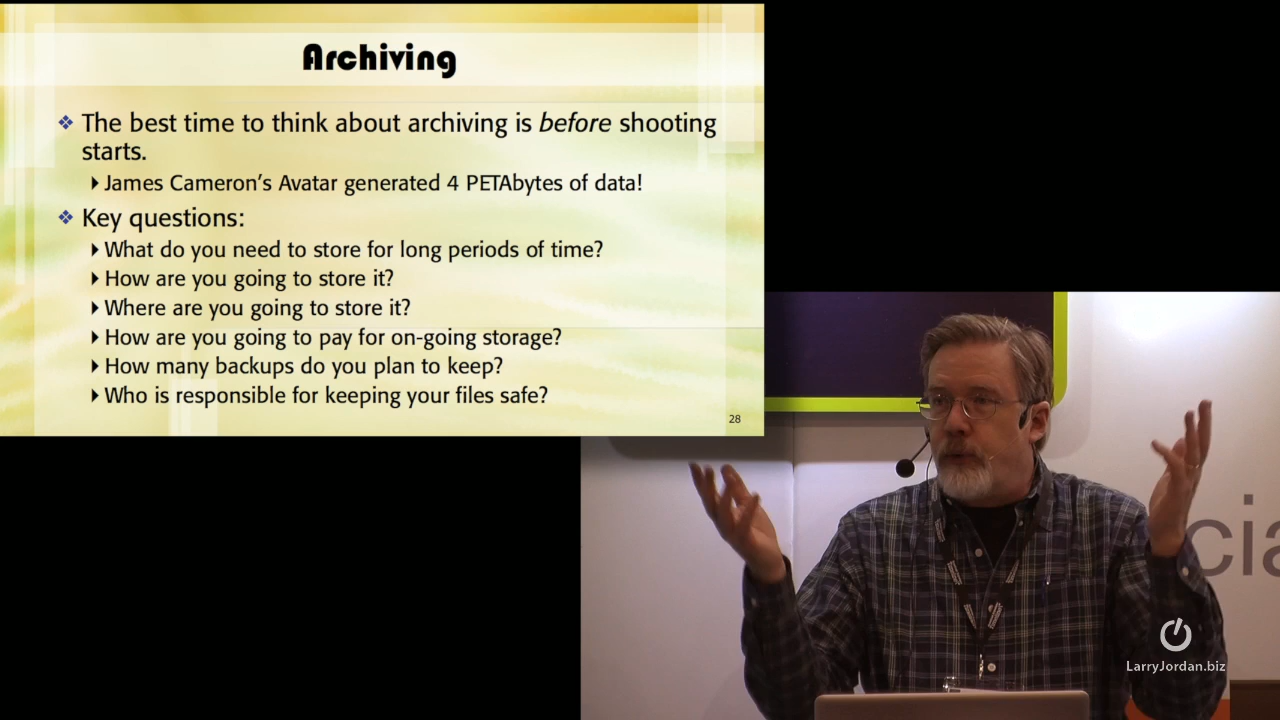 Archiving
❖ The best time to think about archiving is before shooting
starts.
▸ James Cameron's Avatar generated 4 PETAbytes of data!
❖ Key questions:
▸ What do you need to store for long periods of time?
▸ How are you going to store it?
▸ Where are you going to store it?
▸ How are you going to pay for on-going storage?
▸ How many backups do you plan to keep?
▸ Who is responsible for keeping your files safe?
28
cia
LarryJordan.biz